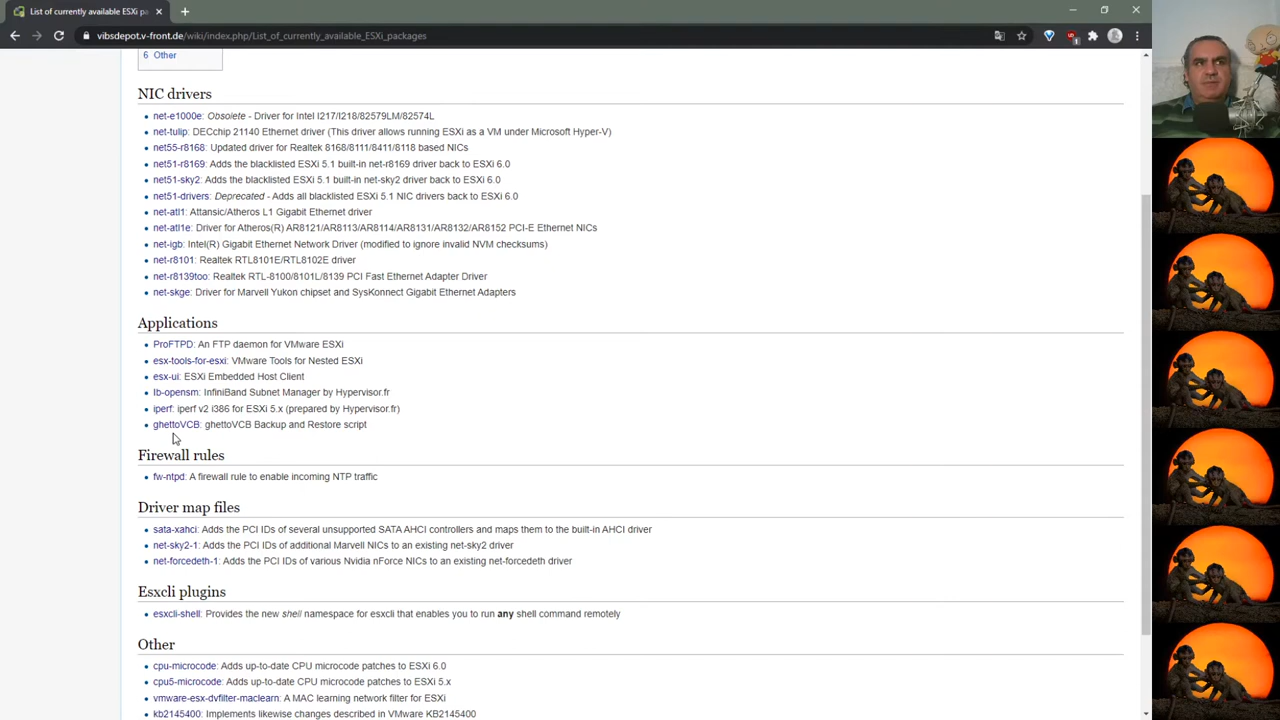 List of currently available ESXi pa
vibsdepot.v-front.de/wiki/index.php/List_of_currently_available_ESXi_packages
6 Other
NIC drivers
net-e1000e: Obsolete - Driver for Intel I217/I218/82579LM/82574L
net-tulip: DECchip 21140 Ethernet driver (This driver allows running ESXi as a VM under Microsoft Hyper-V)
net55-r8168: Updated driver for Realtek 8168/8111/8411/8118 based NICs
net51-r8169: Adds the blacklisted ESXi 5.1 built-in net-r8169 driver back to ESXi 6.0
net51-sky2: Adds the blacklisted ESXi 5.1 built-in net-sky2 driver back to ESXi 6.0
net51-drivers: Deprecated - Adds all blacklisted ESXi 5.1 NIC drivers back to ESXi 6.0
net-atl1: Attansic/Atheros L1 Gigabit Ethernet driver
net-atl1e: Driver for Atheros(R) AR8121/AR8113/AR8114/AR8131/AR8132/AR8152 PCI-E Ethernet NICs
net-igb: Intel(R) Gigabit Ethernet Network Driver (modified to ignore invalid NVM checksums)
net-r8101: Realtek RTL8101E/RTL8102E driver
net-r8139too: Realtek RTL-8100/8101L/8139 PCI Fast Ethernet Adapter Driver
net-skge: Driver for Marvell Yukon chipset and SysKonnect Gigabit Ethernet Adapters
Applications
ProFTPD: An FTP daemon for VMware ESXi
esx-tools-for-esxi: VMware Tools for Nested ESXi
esx-ui: ESXi Embedded Host Client
Ib-opensm: InfiniBand Subnet Manager by Hypervisor.fr
iperf: iperf v2 i386 for ESXi 5.x (prepared by Hypervisor.fr)
ghettoVCB: ghettoVCB Backup and Restore script
Firewall rules
fw-ntpd: A firewall rule to enable incoming NTP traffic
Driver map files
sata-xahci: Adds the PCI IDs of several unsupported SATA AHCI controllers and maps them to the built-in AHCI driver
net-sky2-1: Adds the PCI IDs of additional Marvell NICs to an existing net-sky2 driver
net-forcedeth-1: Adds the PCI IDs of various Nvidia nForce NICs to an existing net-forcedeth driver
Esxcli plugins
esxcli-shell: Provides the new shell namespace for esxcli that enables you to run any shell command remotely
Other
cpu-microcode: Adds up-to-date CPU microcode patches to ESXi 6.0
cpu5-microcode: Adds up-to-date CPU microcode patches to ESXi 5.x
vmware-esx-dvfilter-maclearn: A MAC learning network filter for ESXi
kb2145400: Implements likewise changes described in VMware KB2145400